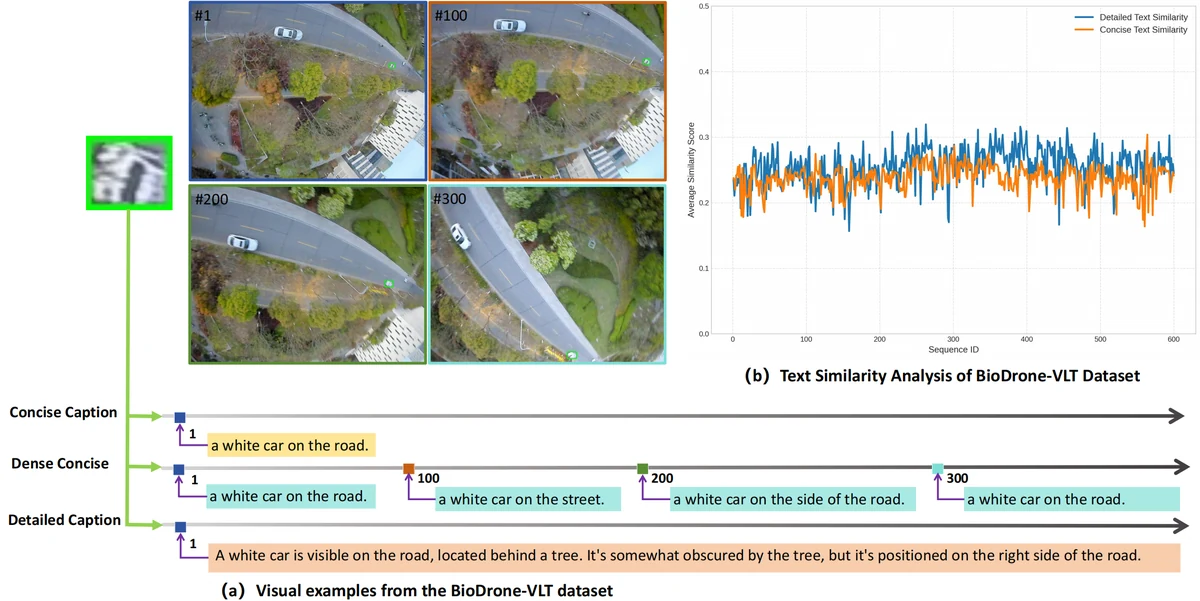 #1
#100
#200
#300
0.5
0.4
0.3
0.2
0.1
0.0
Average Similarity Score
Detailed Text Similarity
Concise Text Similarity
0
100
200
300
400
500
600
Sequence ID
(b) Text Similarity Analysis of BioDrone-VLT Dataset
Concise Caption
1
a white car on the road.
Dense Concise
1
a white car on the road.
100
a white car on the street.
200
a white car on the side of the road.
300
a white car on the road.
Detailed Caption
1
A white car is visible on the road, located behind a tree. It's somewhat obscured by the tree, but it's positioned on the right side of the road.
(a) Visual examples from the BioDrone-VLT dataset